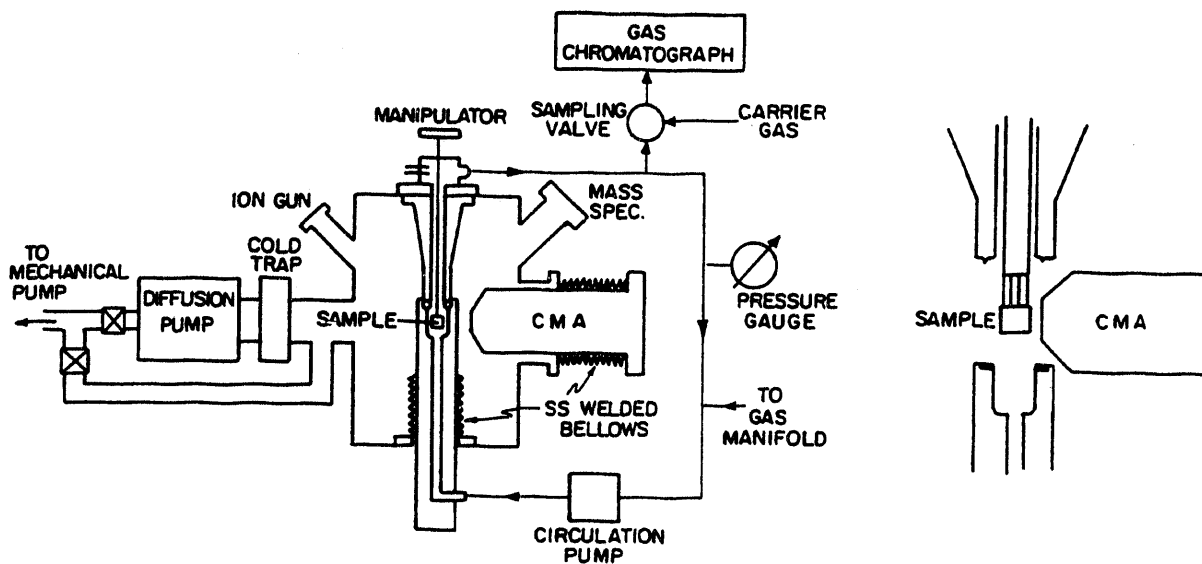 GAS
CHROMATOGRAPH
MANIPULATOR
SAMPLING
VALVE
CARRIER
GAS
ION GUN
MASS
SPEC.
TO
MECHANICAL
PUMP
COLD
TRAP
DIFFUSION
PUMP
SAMPLE
CMA
PRESSURE
GAUGE
SS WELDED
BELLOWS
TO
GAS
MANIFOLD
CIRCULATION
PUMP
SAMPLE
CMA